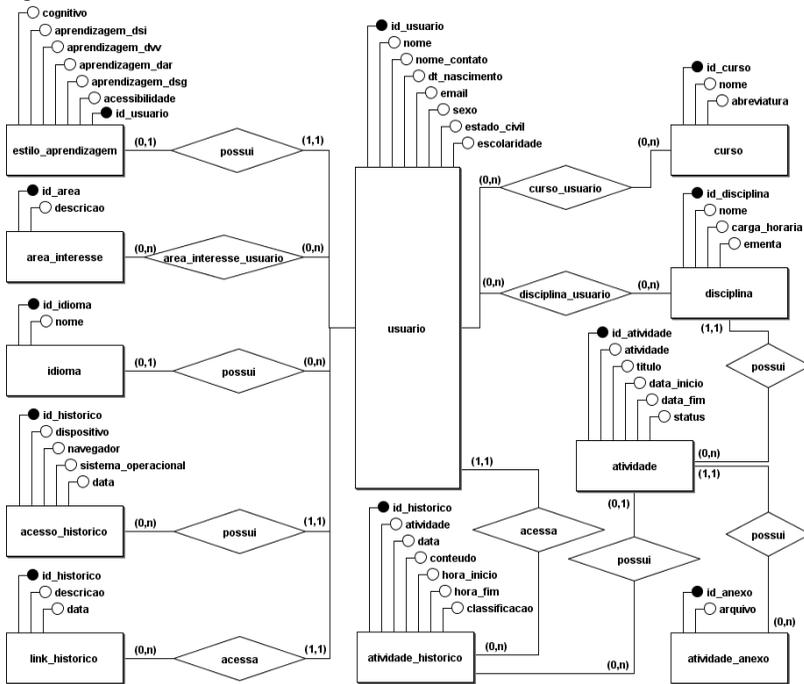 cognitivo
aprendizagem_dsi
aprendizagem_dvv
aprendizagem_dar
aprendizagem_dsg
acessibilidade
id_usuario
estilo_aprendizagem
(0,1)
possui
(1,1)
id_area
descricao
area_interesse
(0,n)
area_interesse_usuario
(0,n)
id_idioma
nome
idioma
(0,1)
possui
(0,n)
id_historico
dispositivo
navegador
sistema_operacional
data
acesso_historico
(0,n)
possui
(1,1)
id_historico
descricao
data
link_historico
(0,n)
acessa
(1,1)
id_usuario
nome
nome_contato
dt_nascimento
email
sexo
estado_civil
escolaridade
usuario
(0,n)
curso_usuario
(0,n)
id_curso
nome
abreviatura
curso
(0,n)
disciplina_usuario
(0,n)
id_disciplina
nome
carga_horaria
ementa
disciplina
(1,1)
possui
(0,n)
id_atividade
atividade
titulo
data_inicio
data_fim
status
atividade
(1,1)
possui
(0,n)
id_anexo
arquivo
atividade_anexo
(0,1)
possui
(0,n)
(1,1)
acessa
(0,n)
id_historico
atividade
data
conteudo
hora_inicio
hora_fim
classificacao
atividade_historico